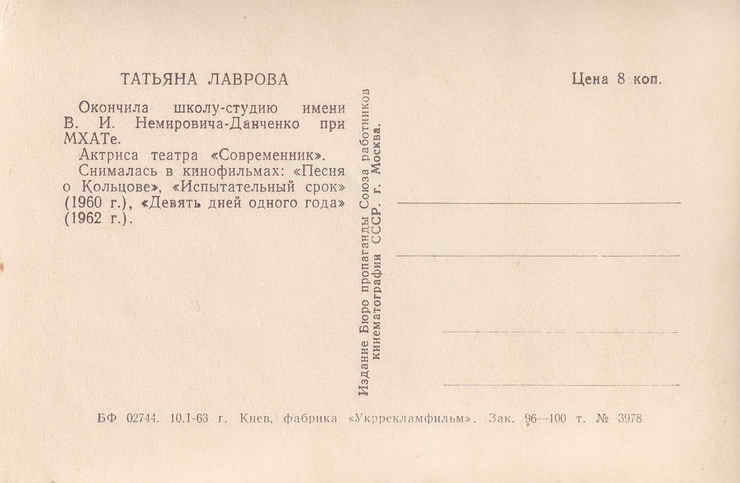 ТАТЬЯНА ЛАВРОВА
Окончила школу-студию имени
В. И. Немировича-Данченко при
МХАТе.
Актриса театра «Современник».
Снималась в кинофильмах: «Песня
о Кольцове», «Испытательный срок»
(1960 г.), «Девять дней одного года»
(1962 г.).
Издание Бюро пропаганды Союза работников
кинематографии СССР. г. Москва.
Цена 8 коп.
БФ 02744. 10.1-63 г. Киев, фабрика «Укррекламфильм». Зак. 96—100 т. № 3978